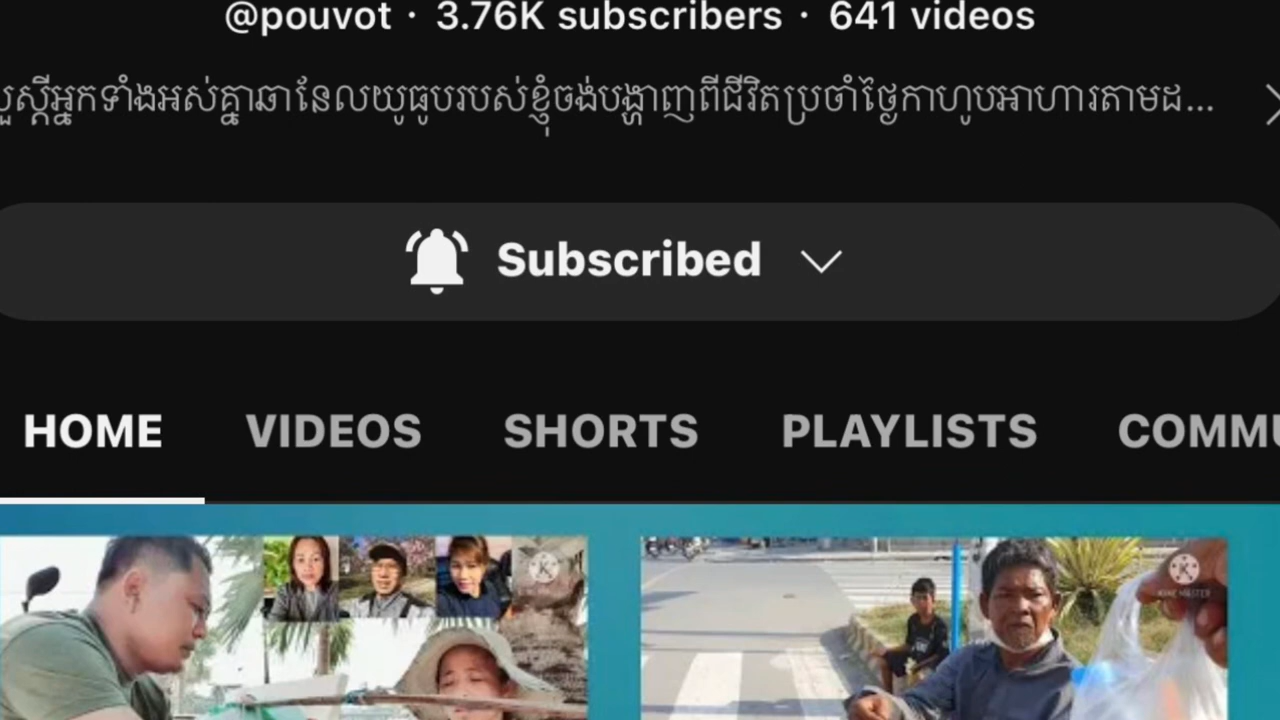 @pouvot · 3.76K subscribers · 641 videos
សួស្តីអ្នកទាំងអស់គ្នាឆានែលយូធូបរបស់ខ្ញុំចង់បង្ហាញពីជីវិតប្រចាំថ្ងៃកាហូបអាហារតាមដ...
Subscribed
HOME VIDEOS SHORTS PLAYLISTS COMMU
KINE MASTER